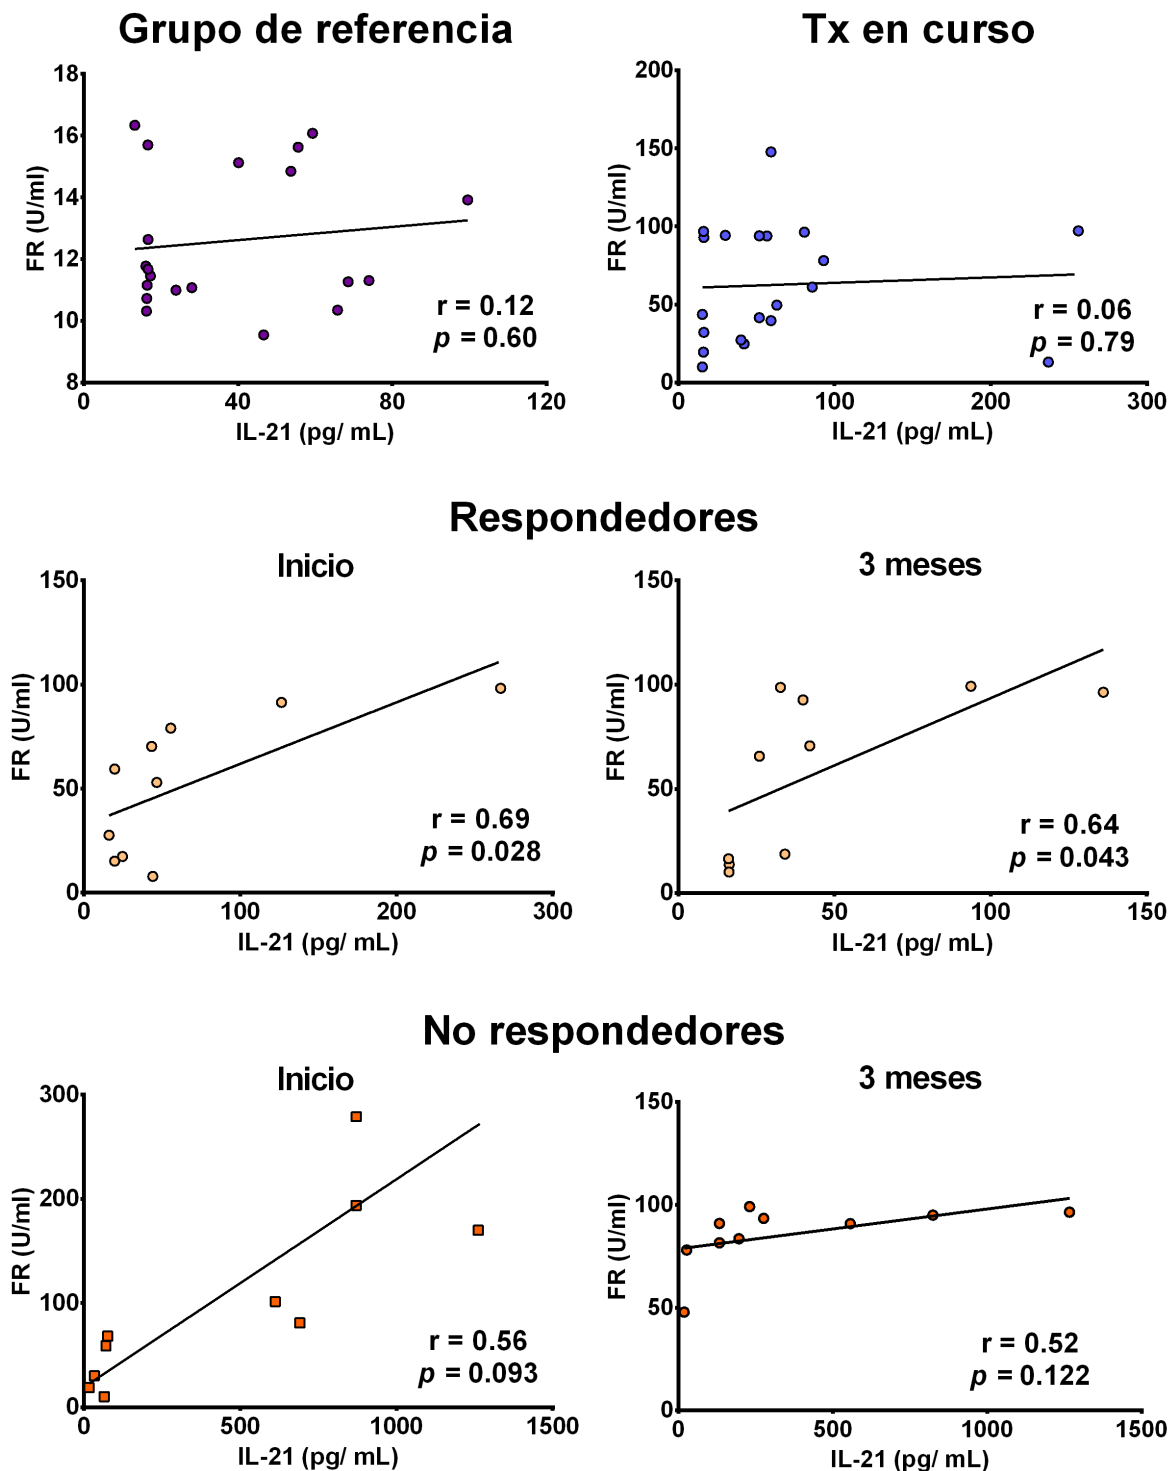 Grupo de referencia
18
16
14
12
10
8
FR (U/ml)
r = 0.12
p = 0.60
0 40 80 120
IL-21 (pg/ mL)
Tx en curso
200
150
100
50
0
FR (U/ml)
r = 0.06
p = 0.79
0 100 200 300
IL-21 (pg/ mL)
Respondedores
Inicio
150
100
50
0
FR (U/ml)
r = 0.69
p = 0.028
0 100 200 300
IL-21 (pg/ mL)
3 meses
150
100
50
0
FR (U/ml)
r = 0.64
p = 0.043
0 50 100 150
IL-21 (pg/ mL)
No respondedores
Inicio
300
200
100
0
FR (U/ml)
r = 0.56
p = 0.093
0 500 1000 1500
IL-21 (pg/ mL)
3 meses
150
100
50
0
FR (U/ml)
r = 0.52
p = 0.122
0 500 1000 1500
IL-21 (pg/ mL)